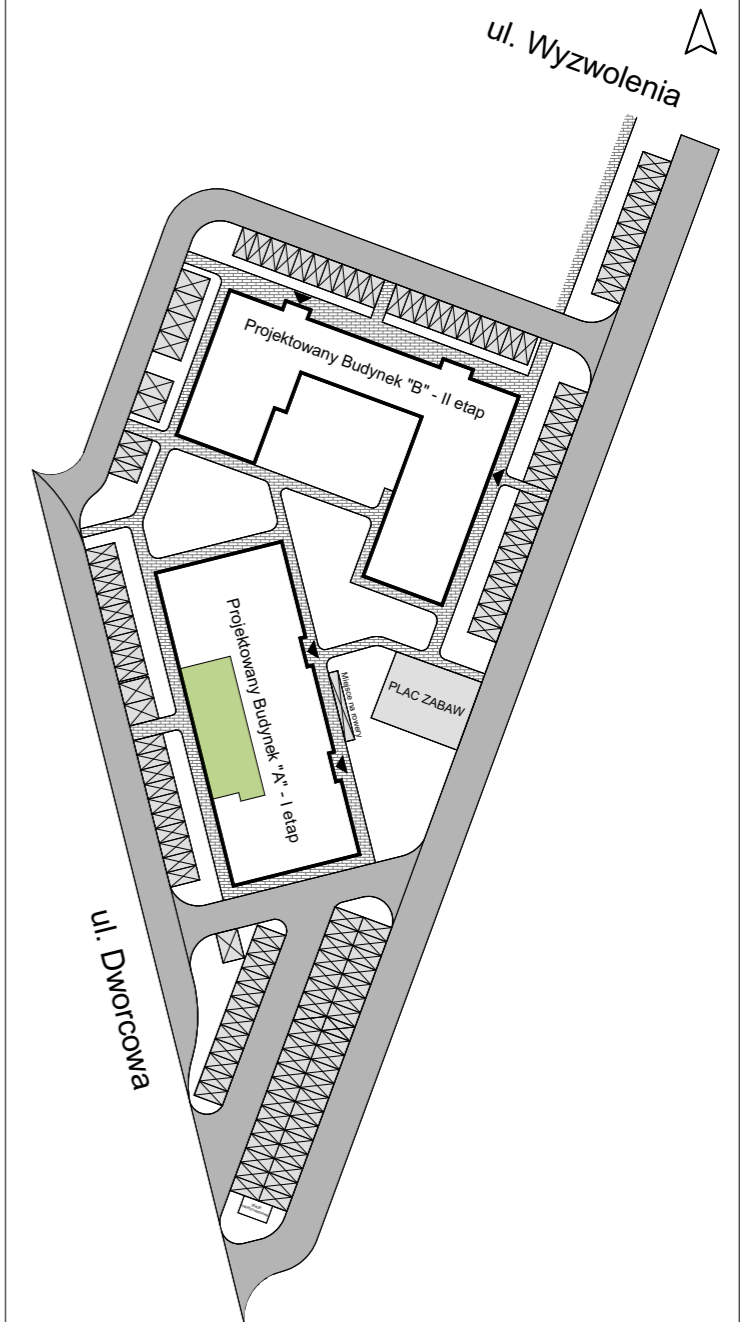 ul. Wyzwolenia
Projektowany Budynek "B" - II etap
Projektowany Budynek "A" - I etap
Miejsce na rowery
PLAC ZABAW
ul. Dworcowa